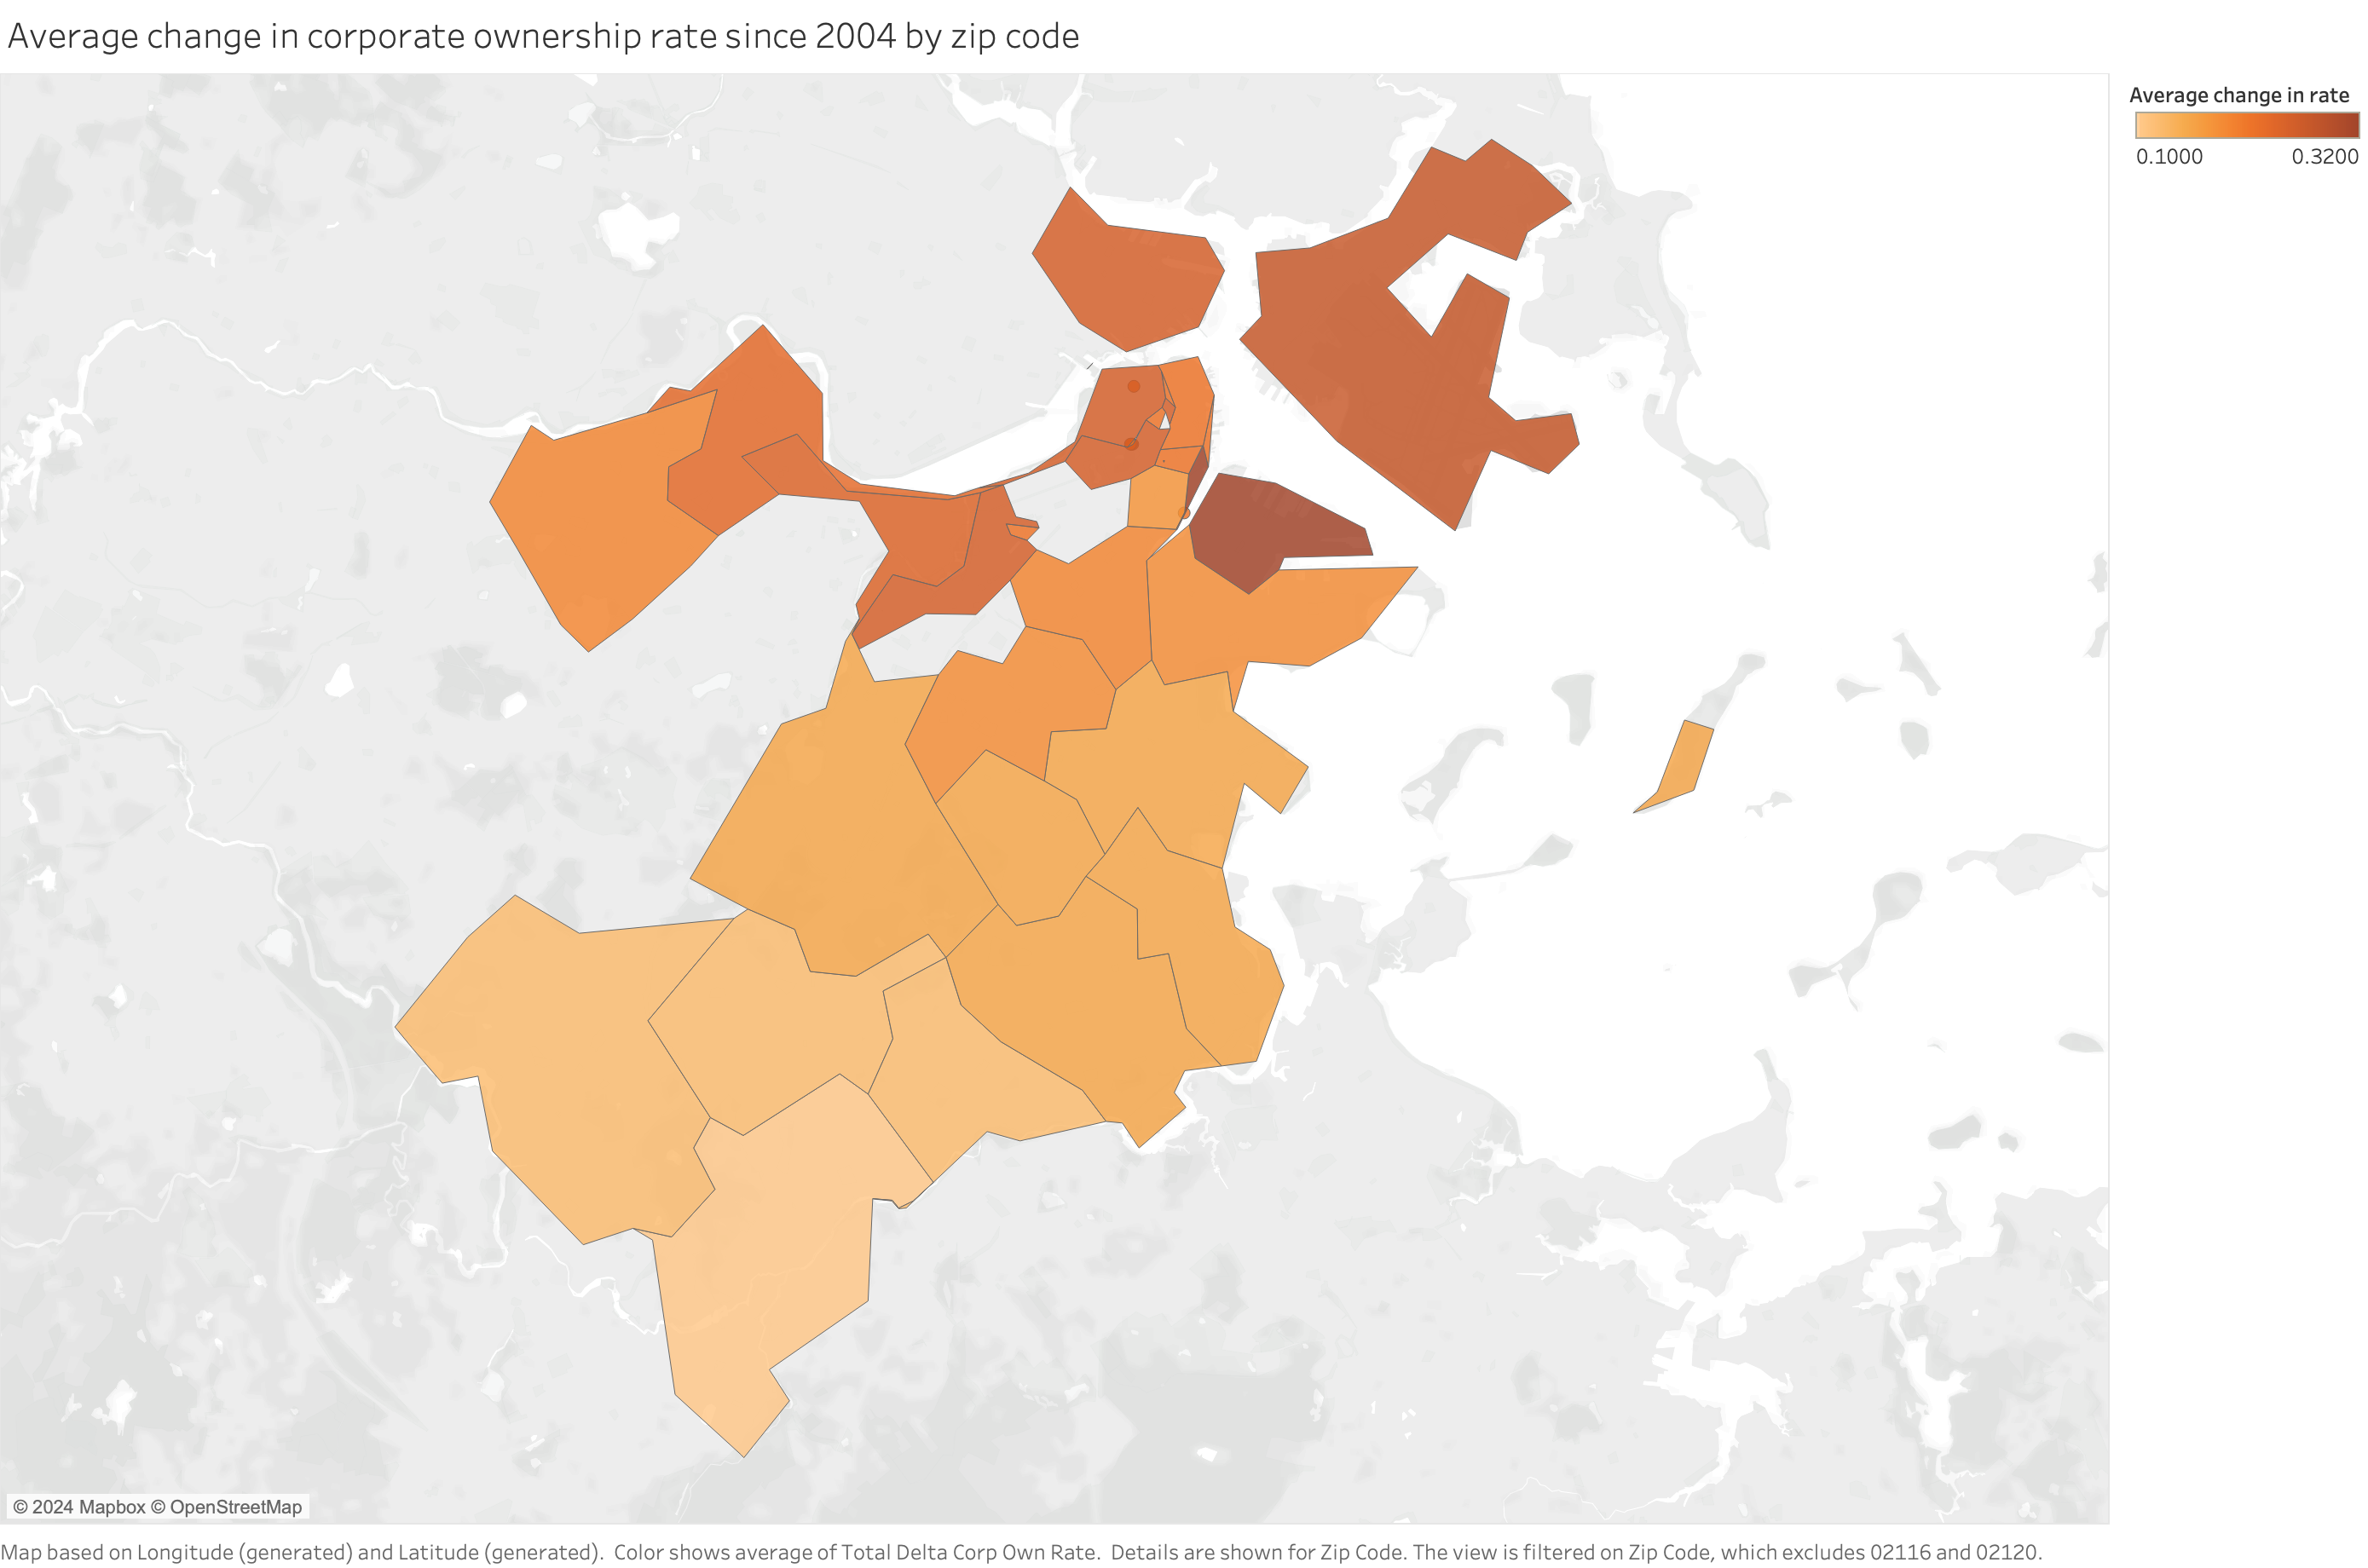 Average change in corporate ownership rate since 2004 by zip code
Average change in rate
0.1000 0.3200
© 2024 Mapbox © OpenStreetMap
Map based on Longitude (generated) and Latitude (generated).  Color shows average of Total Delta Corp Own Rate.  Details are shown for Zip Code. The view is filtered on Zip Code, which excludes 02116 and 02120.